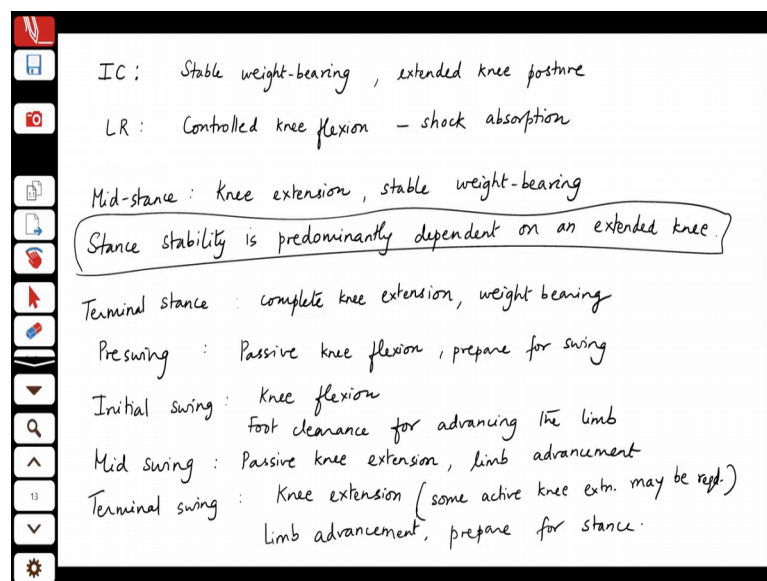 IC : Stable weight-bearing , extended knee posture
LR : Controlled knee flexion – shock absorption
Mid-stance : Knee extension , stable weight-bearing
Stance stability is predominantly dependent on an extended knee.
Terminal stance : complete knee extension, weight bearing
Preswing : Passive knee flexion , prepare for swing
Initial swing : Knee flexion
Foot clearance for advancing the limb
Mid swing : Passive knee extension, limb advancement
Terminal swing : Knee extension (some active knee extn. may be reqd.)
Limb advancement, prepare for stance.
13